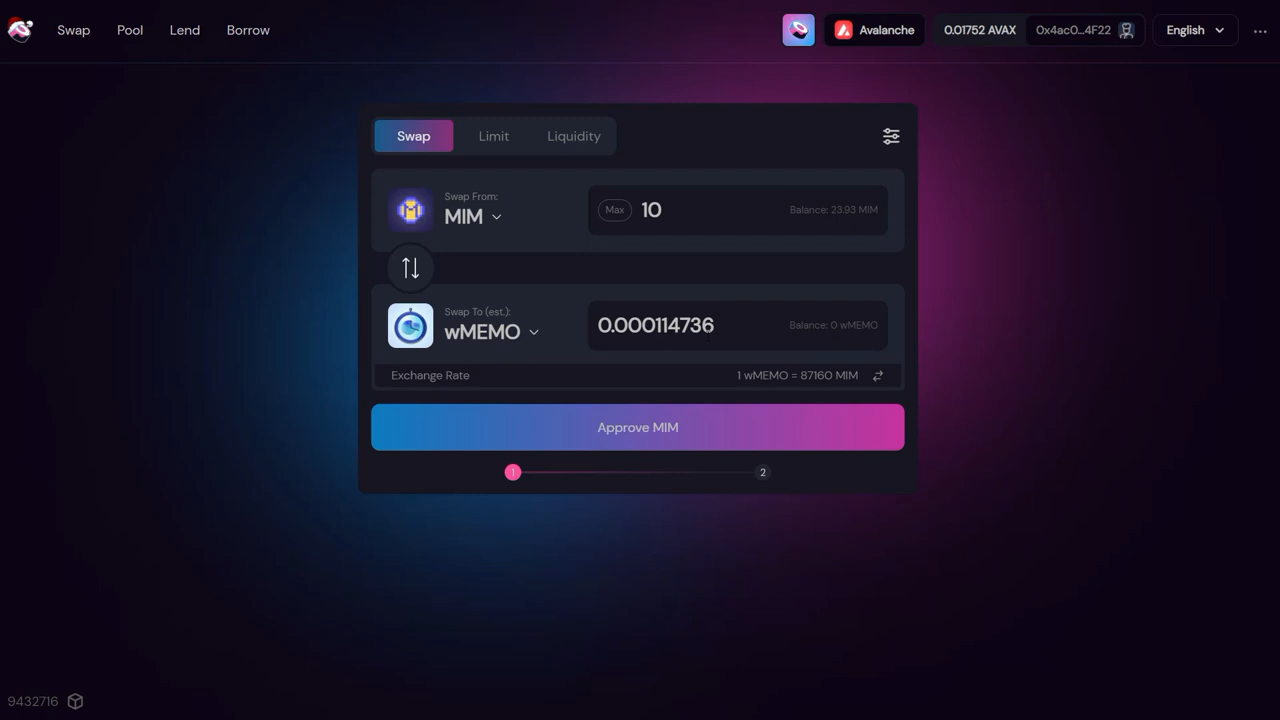 Swap Pool Lend Borrow Avalanche 0.01752 AVAX 0x4ac0...4F22 English ...
Swap Limit Liquidity
Swap From:
MIM
Max 10 Balance: 23.93 MIM
Swap To (est.):
wMEMO
0.000114736 Balance: 0 wMEMO
Exchange Rate 1 wMEMO = 87160 MIM
Approve MIM
1 2
9432716